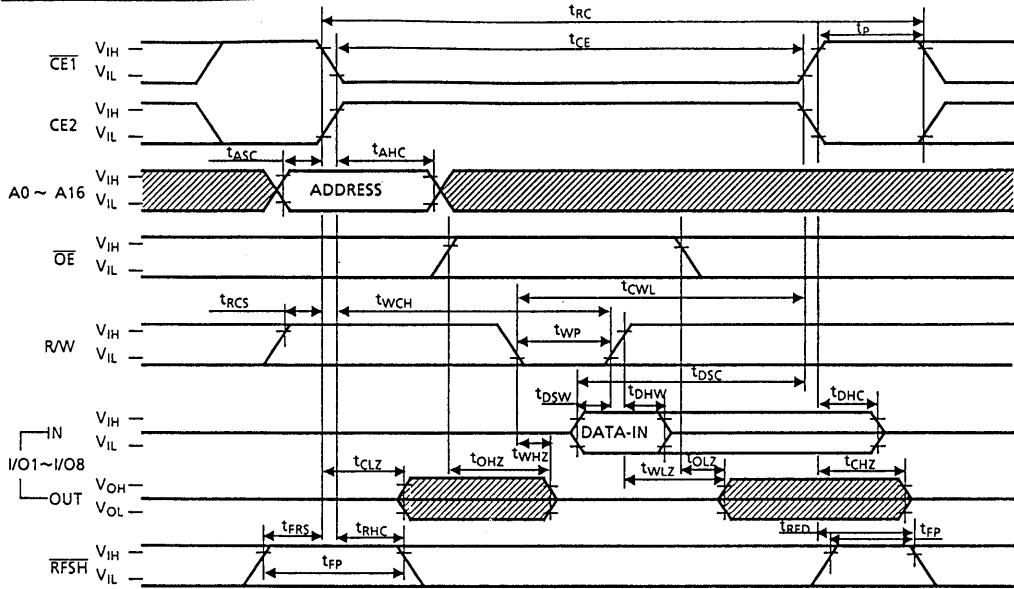 tRC
tCE
tP
CE1
VIH
VIL
CE2
VIH
VIL
tASC
tAHC
A0 ~ A16
VIH
VIL
ADDRESS
OE
VIH
VIL
tRCS
tWCH
tCWL
R/W
VIH
VIL
tWP
tDSC
tDSW
tDHW
tDHC
IN
VIH
VIL
DATA-IN
I/O1~I/O8
tCLZ
tOHZ
tWHZ
tWLZ
tOLZ
tCHZ
OUT
VOH
VOL
tFRS
tRHC
tRFD
tFP
RFSH
VIH
VIL
tFP